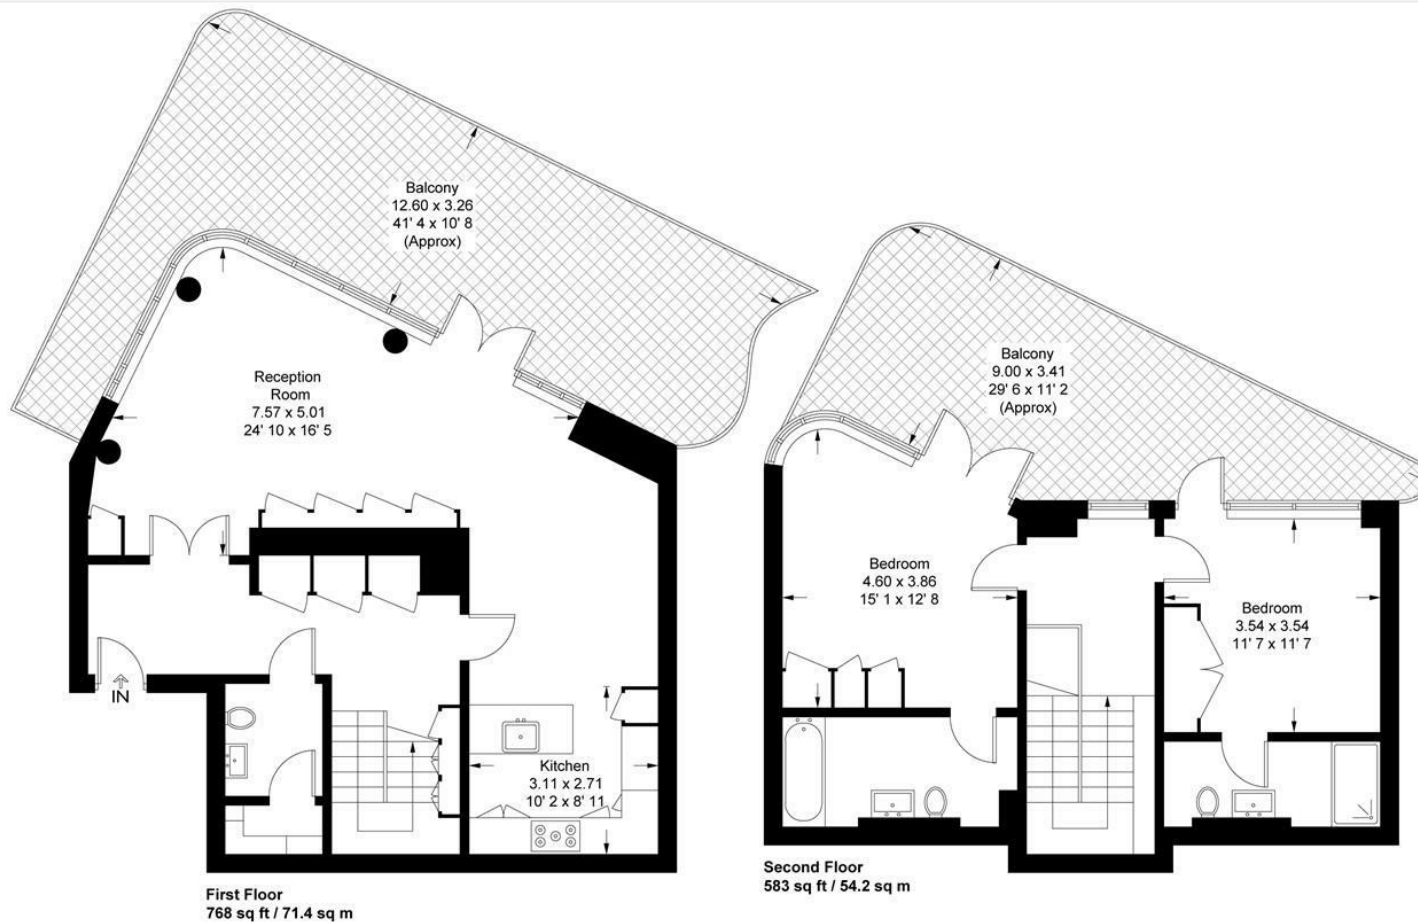 Balcony
12.60 x 3.26
41' 4 x 10' 8
(Approx)
Reception
Room
7.57 x 5.01
24' 10 x 16' 5
IN
Kitchen
3.11 x 2.71
10' 2 x 8' 11
First Floor
768 sq ft / 71.4 sq m
Balcony
9.00 x 3.41
29' 6 x 11' 2
(Approx)
Bedroom
4.60 x 3.86
15' 1 x 12' 8
Bedroom
3.54 x 3.54
11' 7 x 11' 7
Second Floor
583 sq ft / 54.2 sq m